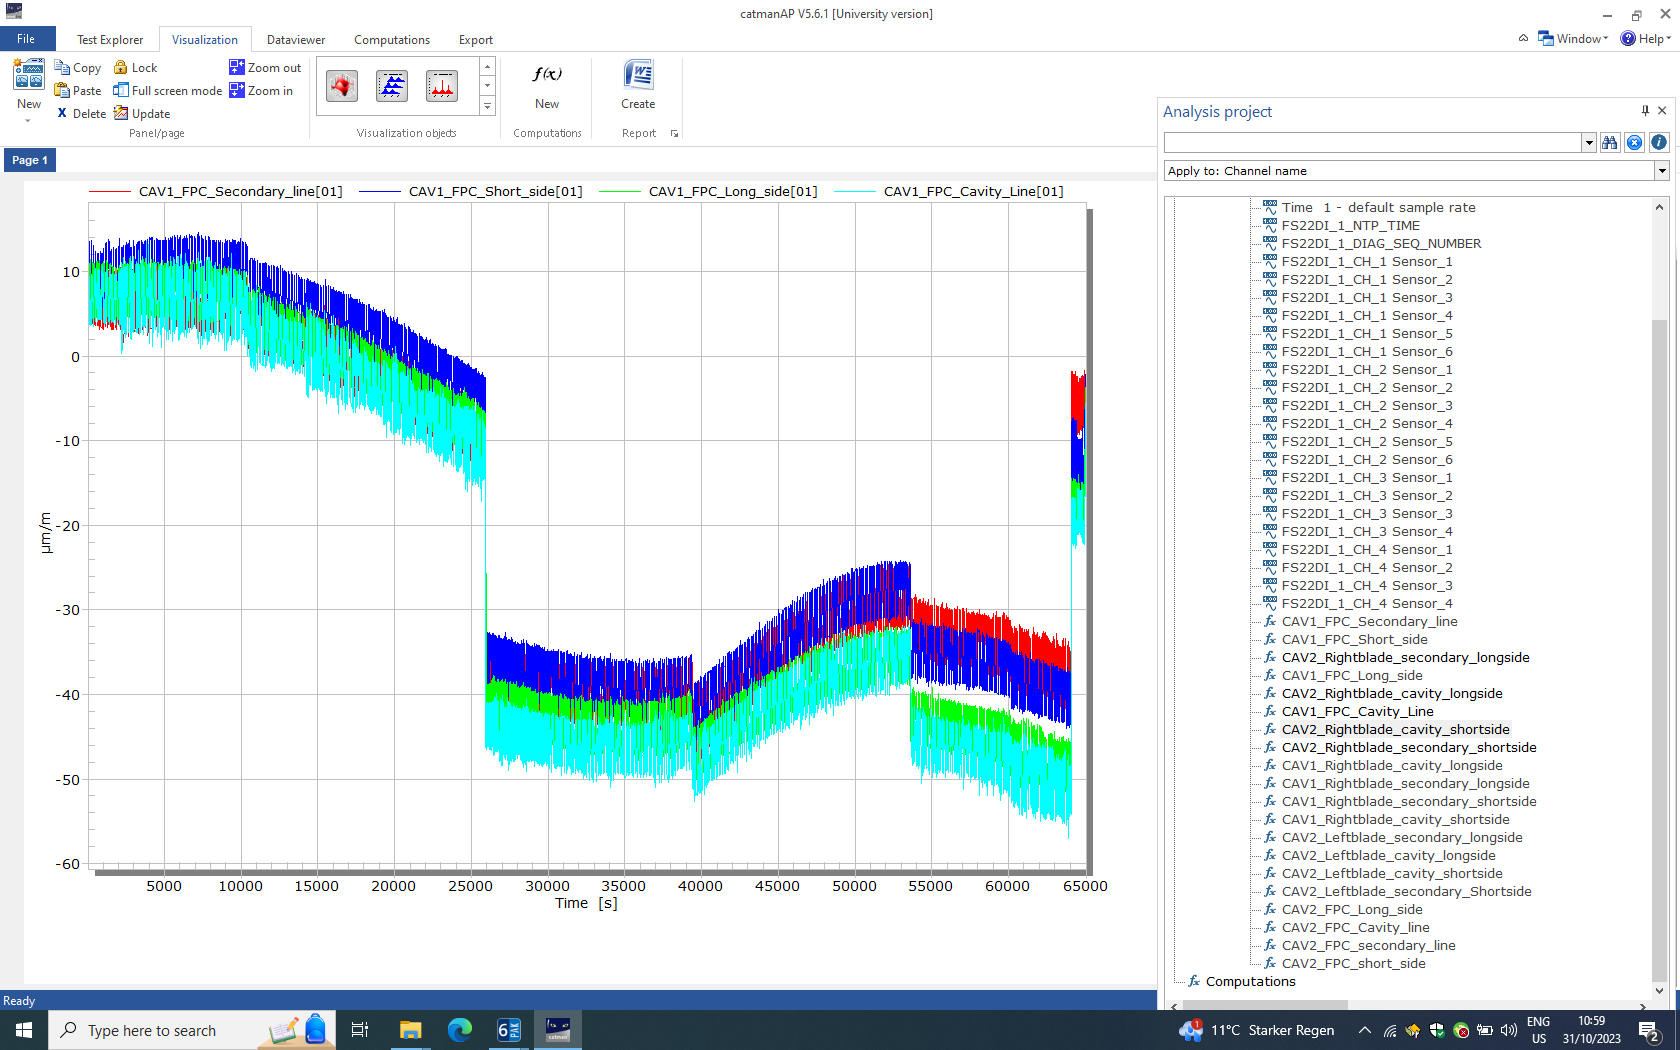 catmanAP V5.6.1 [University version]
File Test Explorer Visualization Dataviewer Computations Export Window Help
New Copy Paste Delete Lock Full screen mode Update Zoom out Zoom in
Panel/page
Visualization objects
f(x) New
Computations
Create
Report
Page 1
CAV1_FPC_Secondary_line[01] CAV1_FPC_Short_side[01] CAV1_FPC_Long_side[01] CAV1_FPC_Cavity_Line[01]
10
0
-10
-20
-30
-40
-50
-60
µm/m
5000 10000 15000 20000 25000 30000 35000 40000 45000 50000 55000 60000 65000
Time [s]
Analysis project
Apply to: Channel name
Time 1 - default sample rate
FS22DI_1_NTP_TIME
FS22DI_1_DIAG_SEQ_NUMBER
FS22DI_1_CH_1 Sensor_1
FS22DI_1_CH_1 Sensor_2
FS22DI_1_CH_1 Sensor_3
FS22DI_1_CH_1 Sensor_4
FS22DI_1_CH_1 Sensor_5
FS22DI_1_CH_1 Sensor_6
FS22DI_1_CH_2 Sensor_1
FS22DI_1_CH_2 Sensor_2
FS22DI_1_CH_2 Sensor_3
FS22DI_1_CH_2 Sensor_4
FS22DI_1_CH_2 Sensor_5
FS22DI_1_CH_2 Sensor_6
FS22DI_1_CH_3 Sensor_1
FS22DI_1_CH_3 Sensor_2
FS22DI_1_CH_3 Sensor_3
FS22DI_1_CH_3 Sensor_4
FS22DI_1_CH_4 Sensor_1
FS22DI_1_CH_4 Sensor_2
FS22DI_1_CH_4 Sensor_3
FS22DI_1_CH_4 Sensor_4
CAV1_FPC_Secondary_line
CAV1_FPC_Short_side
CAV2_Rightblade_secondary_longside
CAV1_FPC_Long_side
CAV2_Rightblade_cavity_longside
CAV1_FPC_Cavity_Line
CAV2_Rightblade_cavity_shortside
CAV2_Rightblade_secondary_shortside
CAV1_Rightblade_cavity_longside
CAV1_Rightblade_secondary_longside
CAV1_Rightblade_secondary_shortside
CAV1_Rightblade_cavity_shortside
CAV2_Leftblade_secondary_longside
CAV2_Leftblade_cavity_longside
CAV2_Leftblade_cavity_shortside
CAV2_Leftblade_secondary_Shortside
CAV2_FPC_Long_side
CAV2_FPC_Cavity_line
CAV2_FPC_secondary_line
CAV2_FPC_short_side
Computations
Ready
Type here to search
11°C Starker Regen
ENG
US
10:59
31/10/2023
2